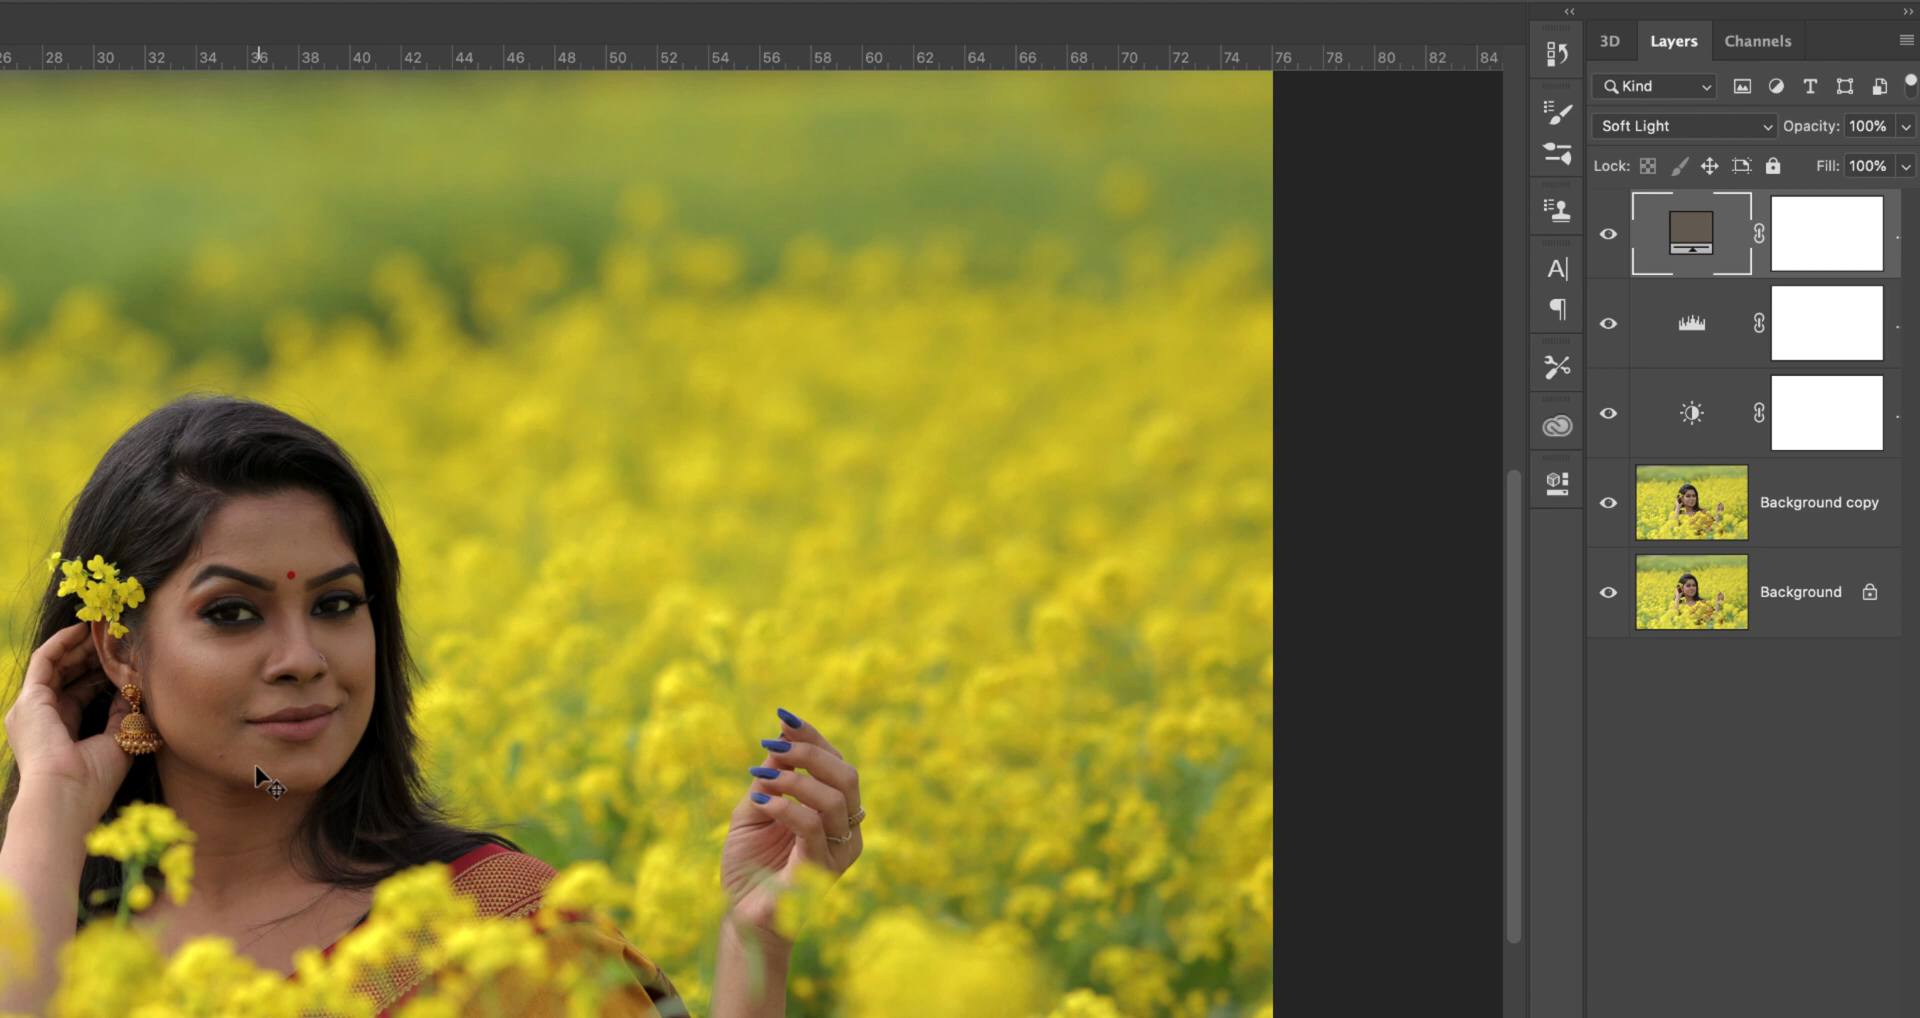 26 28 30 32 34 36 38 40 42 44 46 48 50 52 54 56 58 60 62 64 66 68 70 72 74 76 78 80 82 84
3D Layers Channels
Kind
Soft Light Opacity: 100%
Lock: Fill: 100%
Background copy
Background